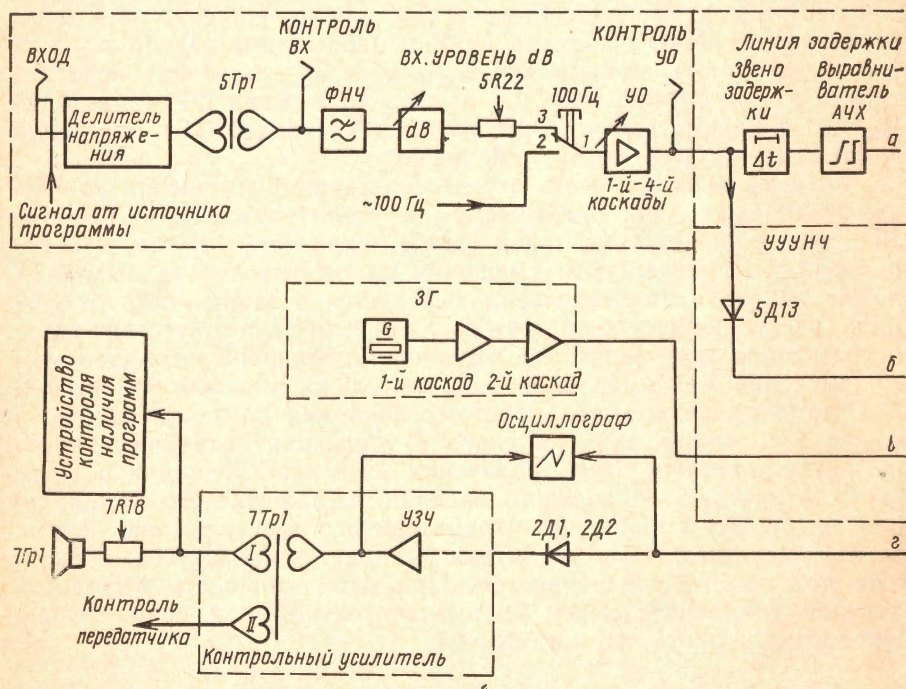 КОНТРОЛЬ
ВХ
ВХОД
5Тр1
ФНЧ
ВХ. УРОВЕНЬ dB
5R22
КОНТРОЛЬ
УО
Линия задержки
Звено
задерж-
ки
Выравни-
ватель
АЧХ
Делитель
напряже-
ния
dB
3
100 Гц
2
1
УО
Δt
а
1-й-4-й
каскады
~100 Гц
Сигнал от источника
программы
УУУНЧ
5Д13
б
ЗГ
G
1-й каскад
2-й каскад
в
Устройство
контроля
наличия
программ
Осциллограф
7R18
7Тр1
УЗЧ
2Д1, 2Д2
г
7Гр1
I
II
Контроль
передатчика
Контрольный усилитель